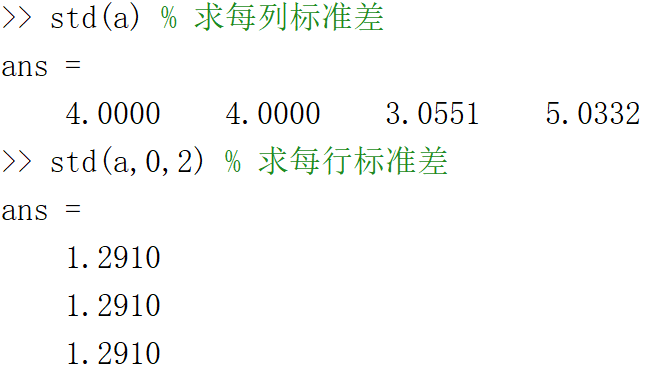 >> std(a) % 求每列标准差
ans =
4.0000 4.0000 3.0551 5.0332
>> std(a,0,2) % 求每行标准差
ans =
1.2910
1.2910
1.2910